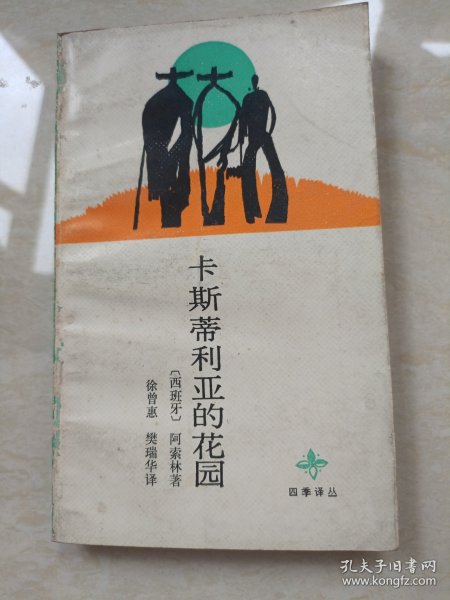 卡斯蒂利亚的花园
〔西班牙〕 阿索林著
徐曾惠 樊瑞华译
四季译丛
孔夫子旧书网
www.kongfz.com